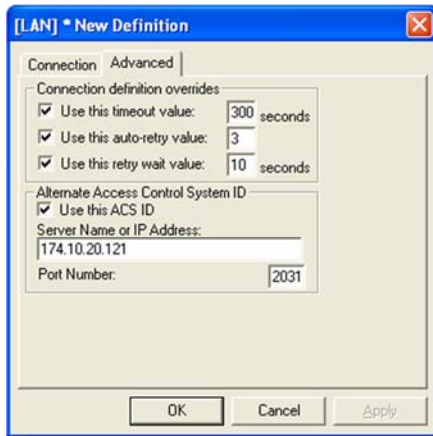 [LAN] * New Definition
Connection Advanced
Connection definition overrides
Use this timeout value: 300 seconds
Use this auto-retry value: 3
Use this retry wait value: 10 seconds
Alternate Access Control System ID
Use this ACS ID
Server Name or IP Address:
174.10.20.121
Port Number: 2031
OK Cancel Apply